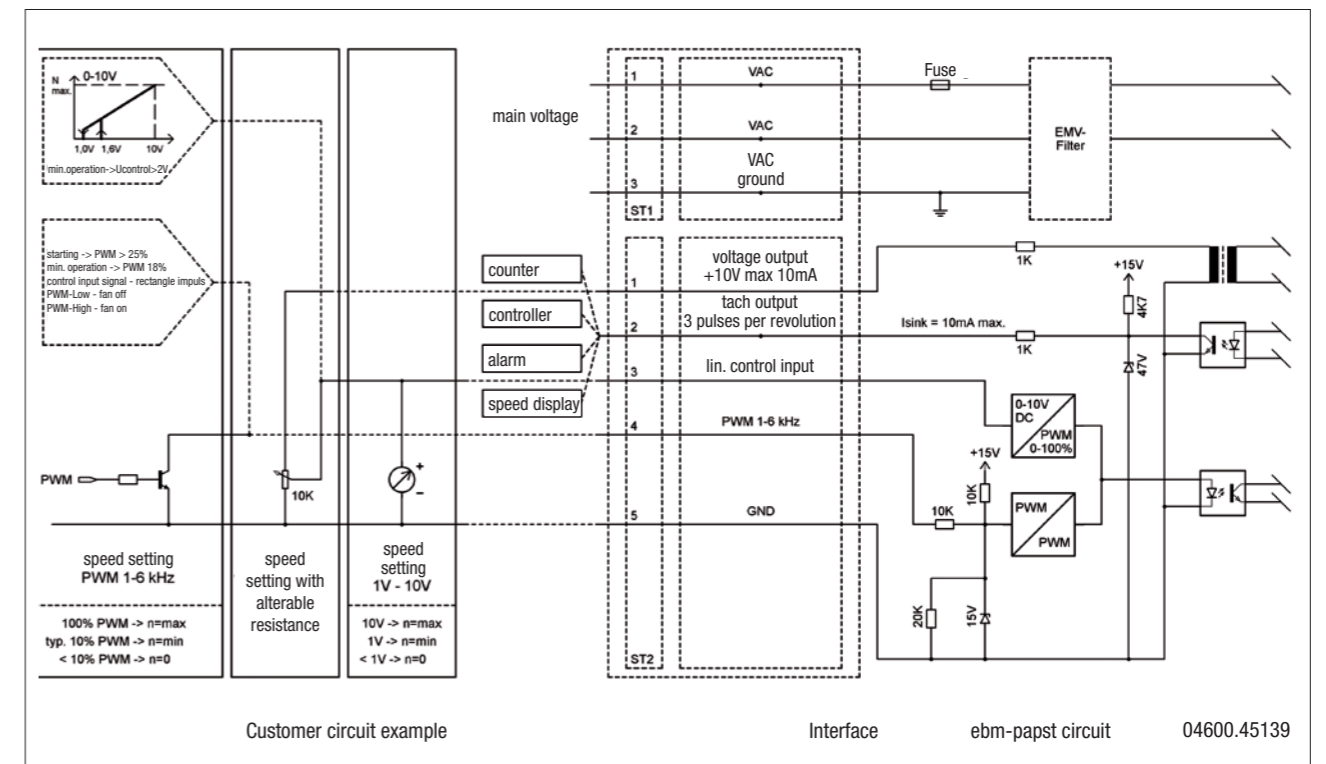 N
max.
0-10V
1,0V 1,6V 10V
min.operation->Ucontrol>2V
starting -> PWM > 25%
min. operation -> PWM 18%
control input signal - rectangle impuls
PWM-Low - fan off
PWM-High - fan on
PWM
10K
speed setting
PWM 1-6 kHz
100% PWM -> n=max
typ. 10% PWM -> n=min
< 10% PWM -> n=0
speed
setting with
alterable
resistance
+
–
speed
setting
1V - 10V
10V -> n=max
1V -> n=min
< 1V -> n=0
main voltage
counter
controller
alarm
speed display
1
VAC
2
VAC
VAC
ground
3
ST1
Fuse
EMV-
Filter
voltage output
+10V max 10mA
1
tach output
3 pulses per revolution
2
lin. control input
3
PWM 1-6 kHz
4
GND
5
ST2
1K
+15V
4K7
Isink = 10mA max.
1K
47V
0-10V
DC
PWM
0-100%
+15V
10K
10K
PWM
PWM
20K
15V
Customer circuit example
Interface
ebm-papst circuit
04600.45139